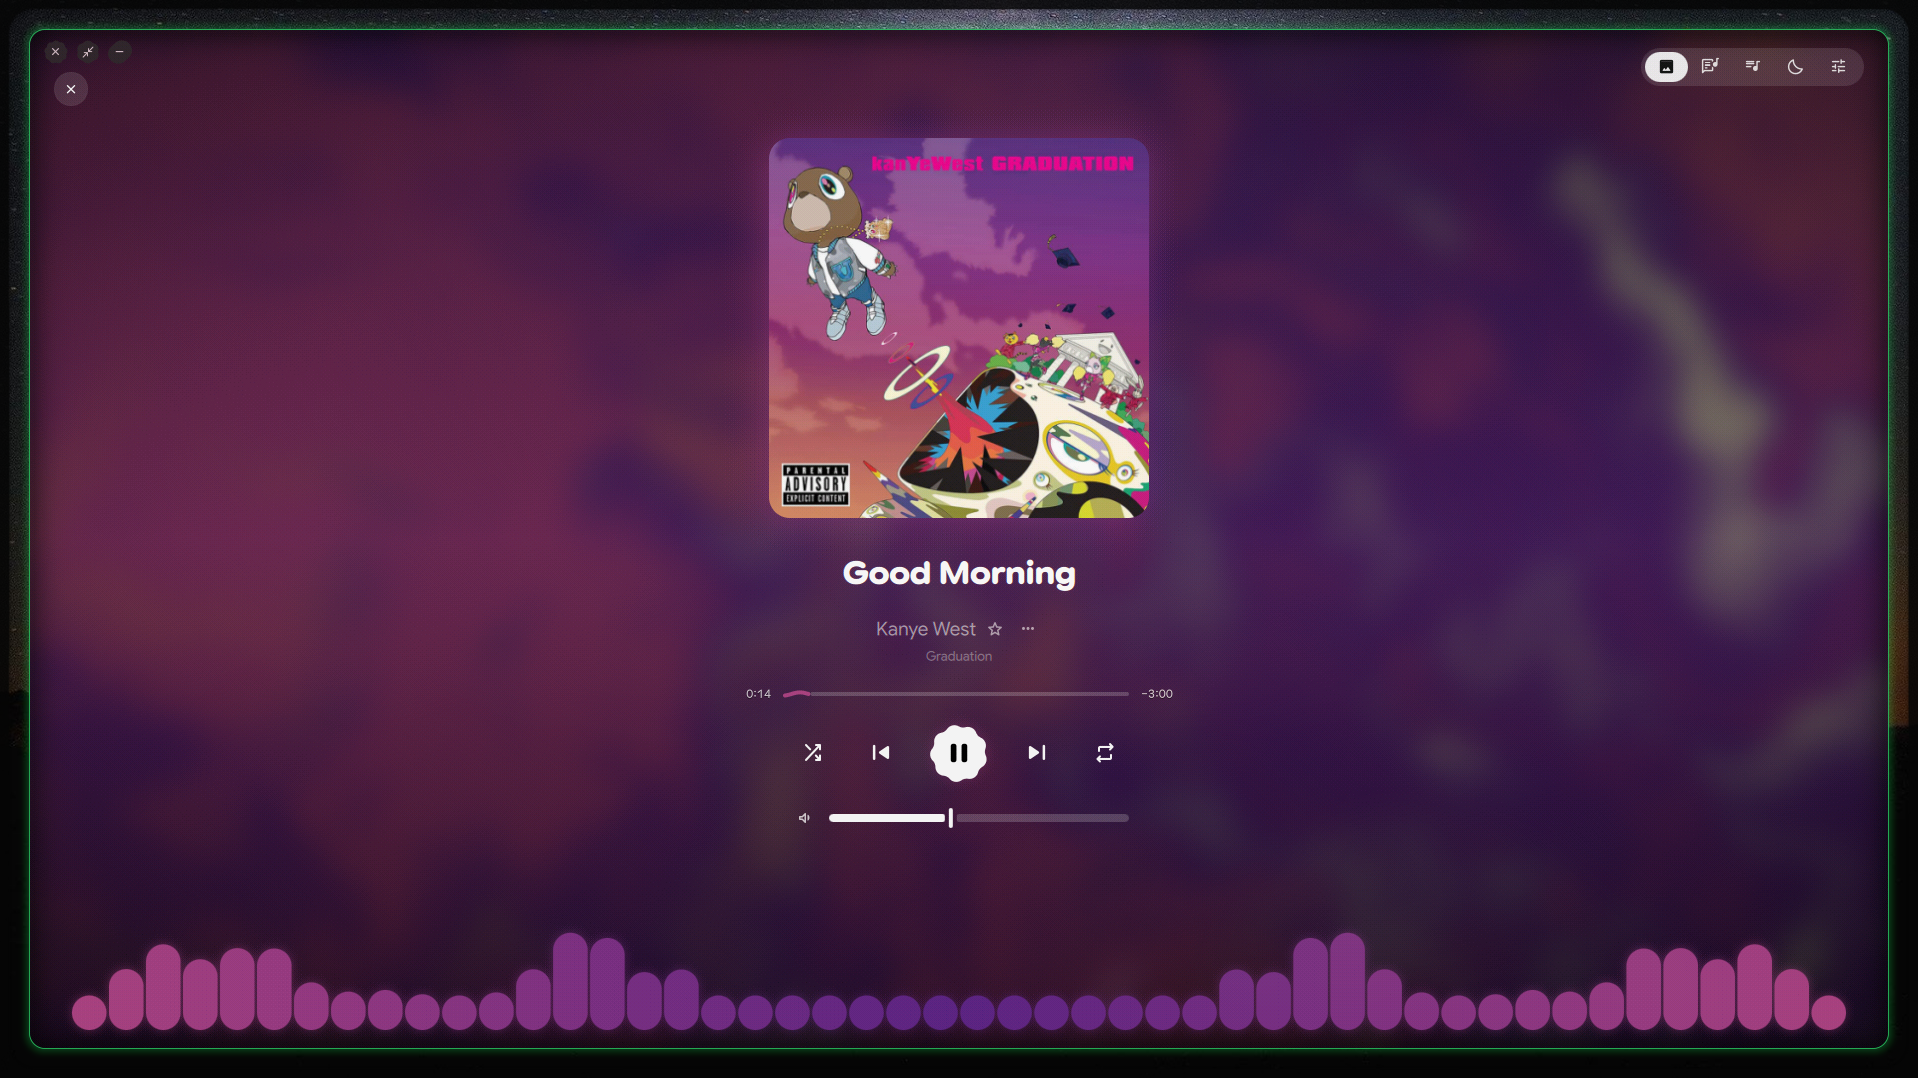 kanYeWest GRADUATION
PARENTAL
ADVISORY
EXPLICIT CONTENT
Good Morning
Kanye West
Graduation
0:14
-3:00